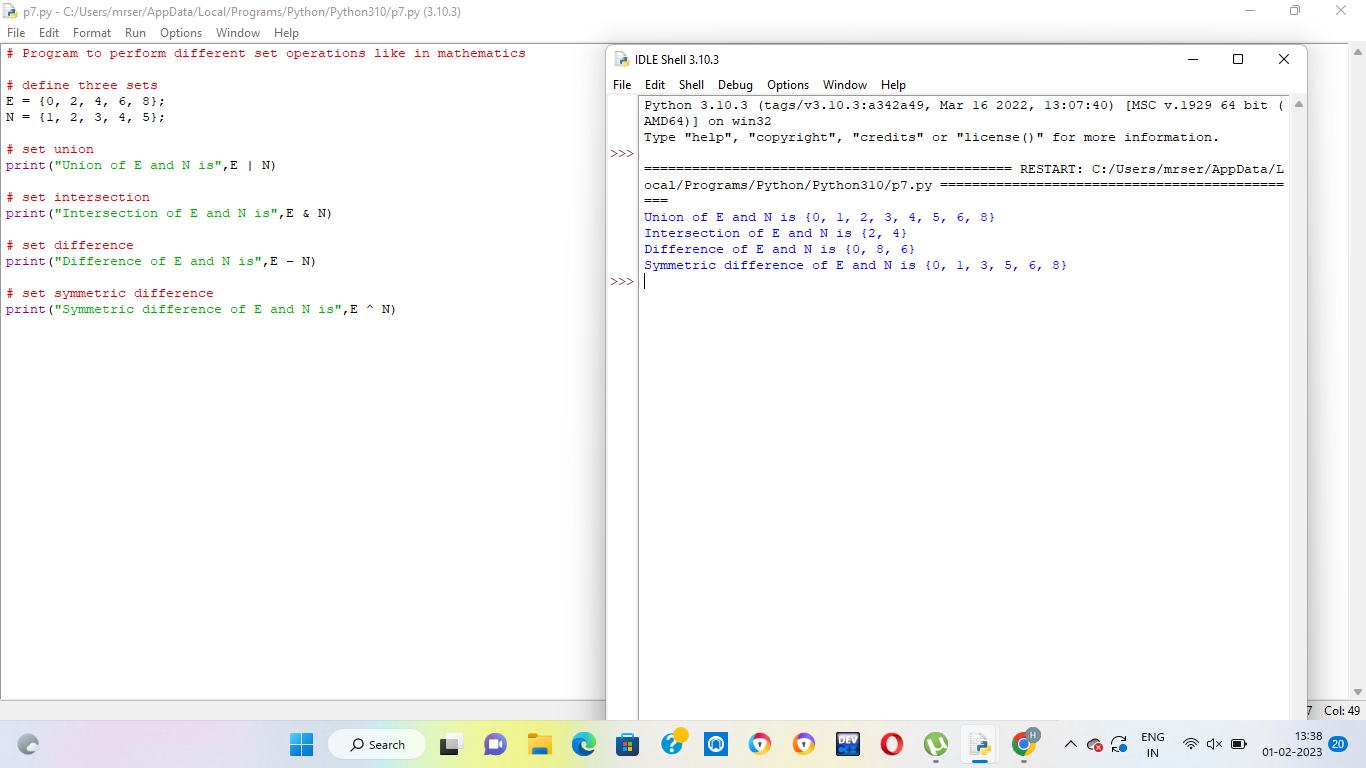 p7.py - C:/Users/mrser/AppData/Local/Programs/Python/Python310/p7.py (3.10.3)
File Edit Format Run Options Window Help
# Program to perform different set operations like in mathematics
# define three sets
E = {0, 2, 4, 6, 8};
N = {1, 2, 3, 4, 5};
# set union
print("Union of E and N is",E | N)
# set intersection
print("Intersection of E and N is",E & N)
# set difference
print("Difference of E and N is",E - N)
# set symmetric difference
print("Symmetric difference of E and N is",E ^ N)
IDLE Shell 3.10.3
File Edit Shell Debug Options Window Help
Python 3.10.3 (tags/v3.10.3:a342a49, Mar 16 2022, 13:07:40) [MSC v.1929 64 bit (
AMD64)] on win32
Type "help", "copyright", "credits" or "license()" for more information.
>>>
============================================== RESTART: C:/Users/mrser/AppData/L
ocal/Programs/Python/Python310/p7.py ===========================================
===
Union of E and N is {0, 1, 2, 3, 4, 5, 6, 8}
Intersection of E and N is {2, 4}
Difference of E and N is {0, 8, 6}
Symmetric difference of E and N is {0, 1, 3, 5, 6, 8}
>>>
7 Col: 49
Search
DEV
H
ENG
IN
13:38
01-02-2023
20